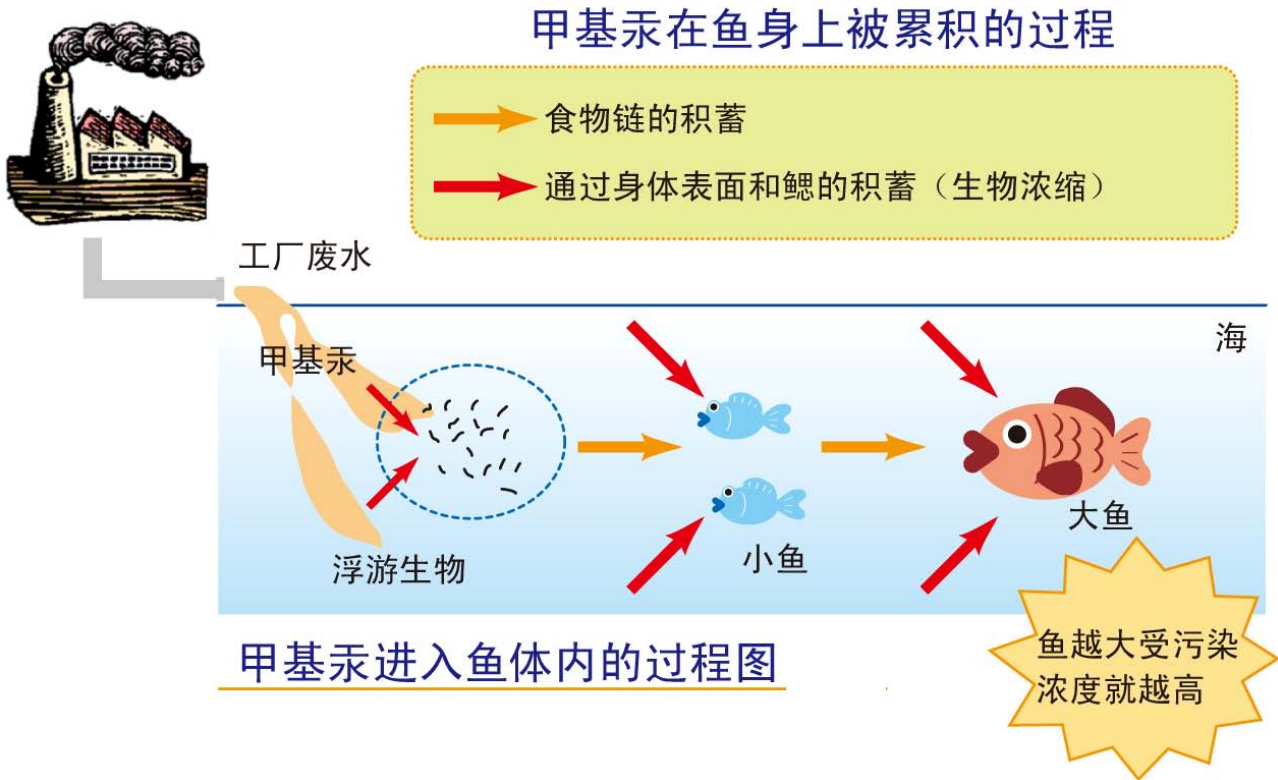 甲基汞在鱼身上被累积的过程
食物链的积蓄
通过身体表面和鳃的积蓄（生物浓缩）
工厂废水
海
甲基汞
大鱼
小鱼
浮游生物
鱼越大受污染
浓度就越高
甲基汞进入鱼体内的过程图